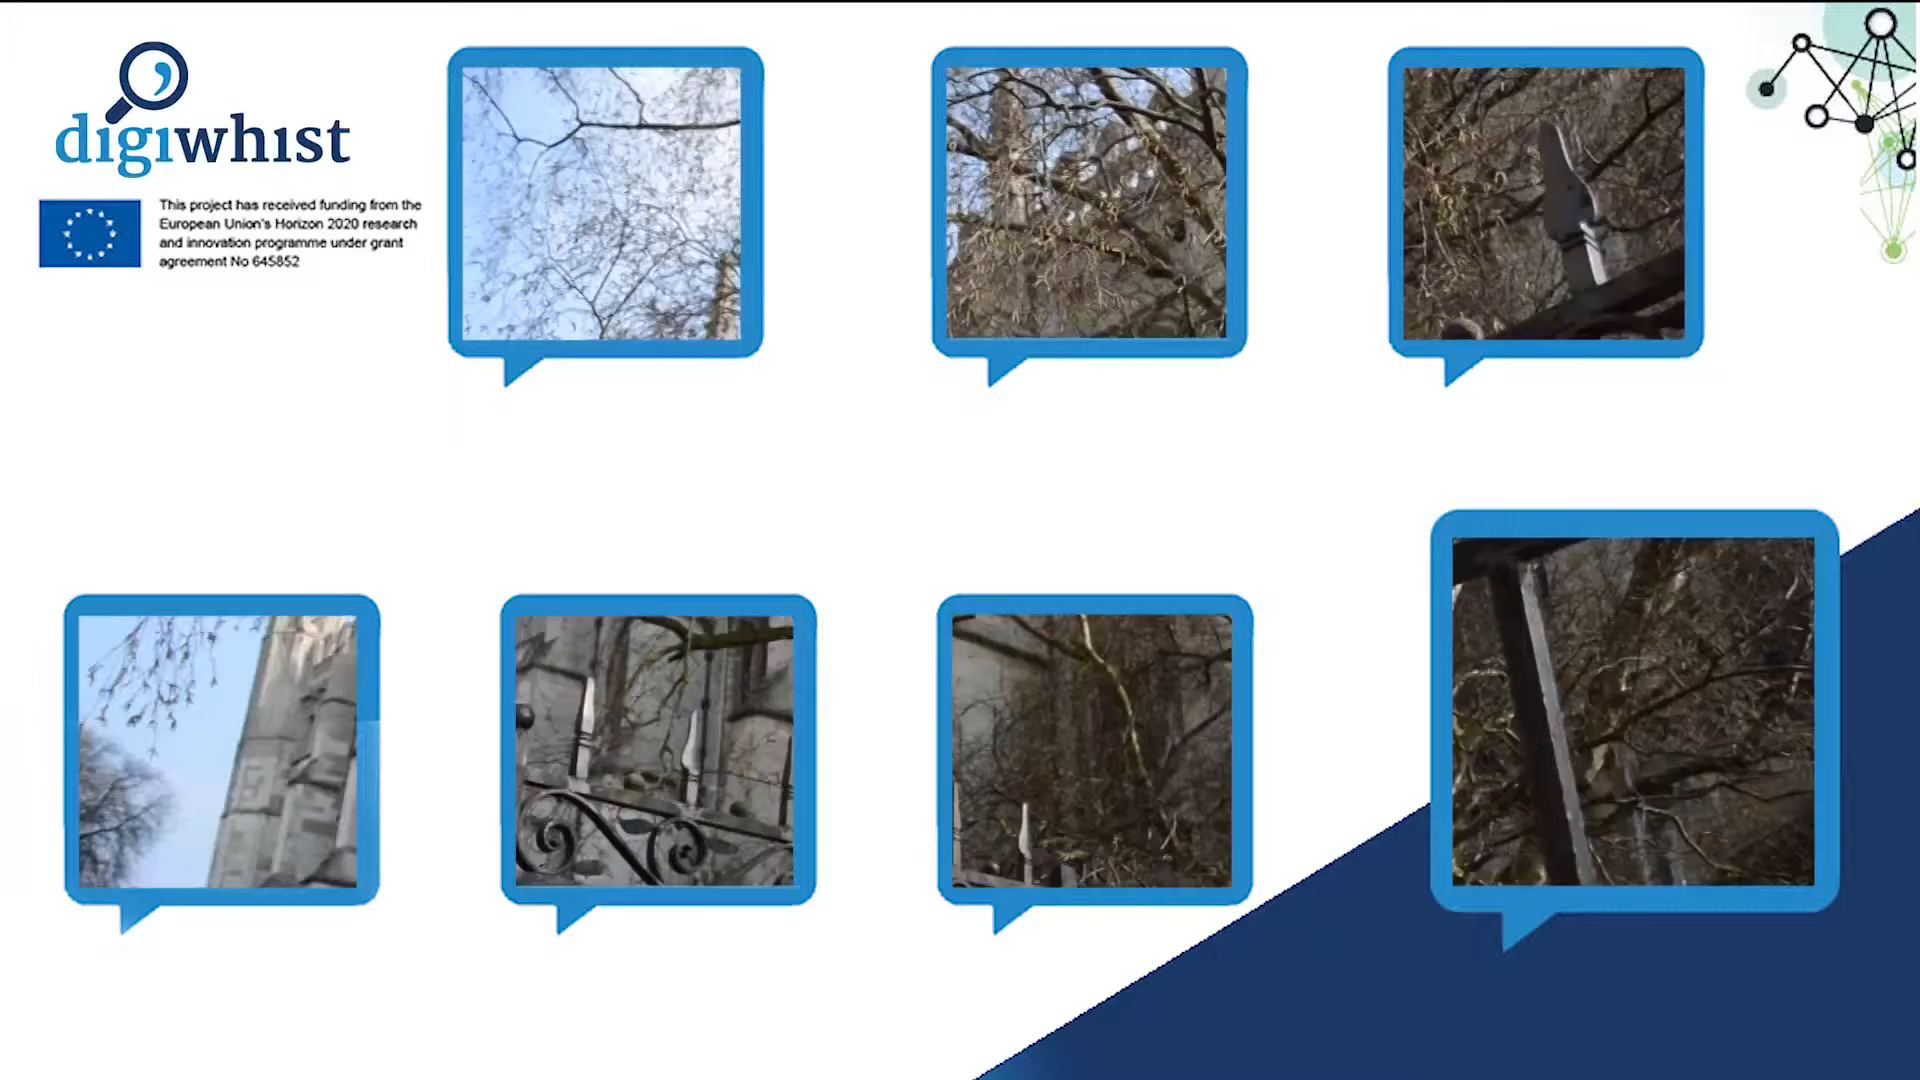 digiwhist
This project has received funding from the
European Union's Horizon 2020 research
and innovation programme under grant
agreement No 645852